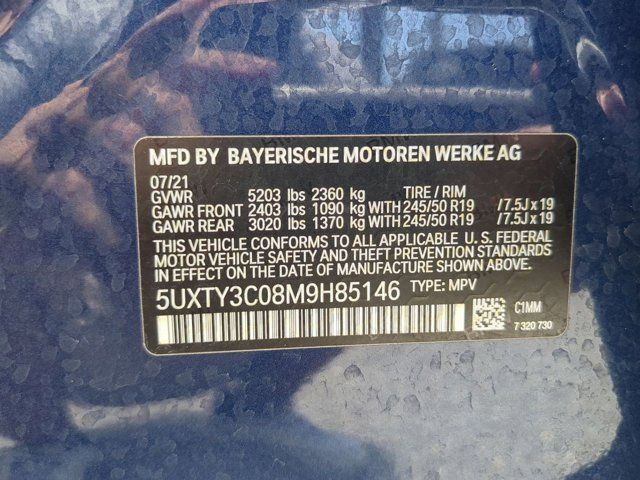 MFD BY BAYERISCHE MOTOREN WERKE AG
07/21
GVWR 5203 lbs 2360 kg TIRE / RIM
GAWR FRONT 2403 lbs 1090 kg WITH 245/50 R19 /7.5J x 19
GAWR REAR 3020 lbs 1370 kg WITH 245/50 R19 /7.5J x 19
THIS VEHICLE CONFORMS TO ALL APPLICABLE U. S. FEDERAL
MOTOR VEHICLE SAFETY AND THEFT PREVENTION STANDARDS
IN EFFECT ON THE DATE OF MANUFACTURE SHOWN ABOVE.
5UXTY3C08M9H85146 TYPE: MPV
C1MM
7 320 730